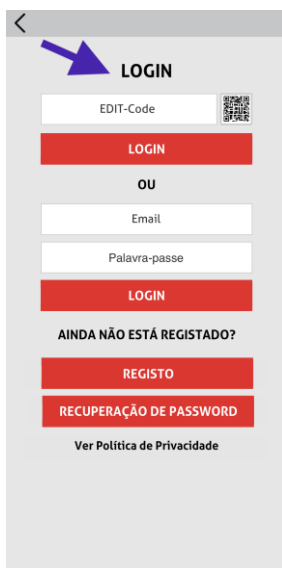 LOGIN
EDIT-Code
LOGIN
OU
Email
Palavra-passe
LOGIN
AINDA NÃO ESTÁ REGISTADO?
REGISTO
RECUPERAÇÃO DE PASSWORD
Ver Política de Privacidade